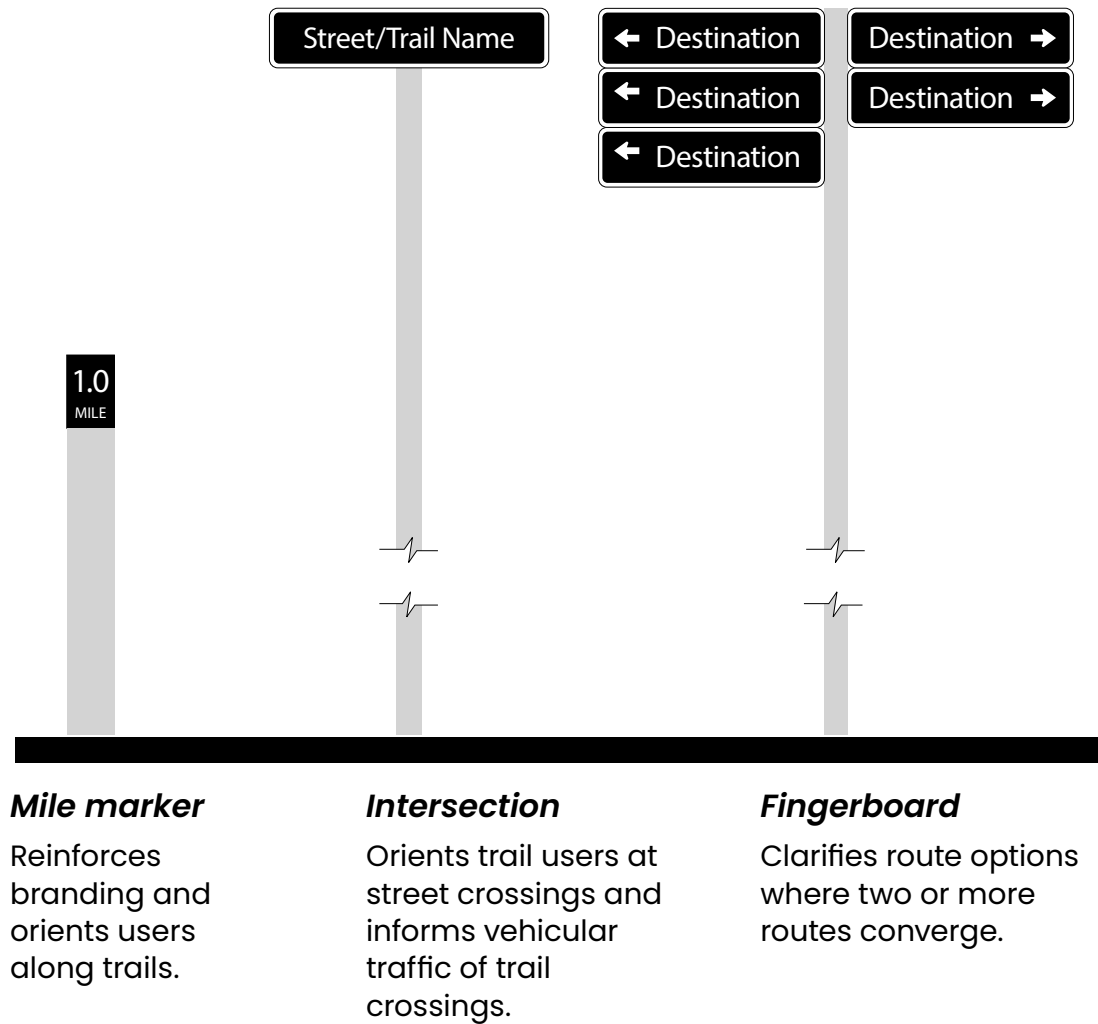 Street/Trail Name
← Destination
Destination →
← Destination
Destination →
← Destination
1.0
MILE
Mile marker
Reinforces
branding and
orients users
along trails.
Intersection
Orients trail users at
street crossings and
informs vehicular
traffic of trail
crossings.
Fingerboard
Clarifies route options
where two or more
routes converge.